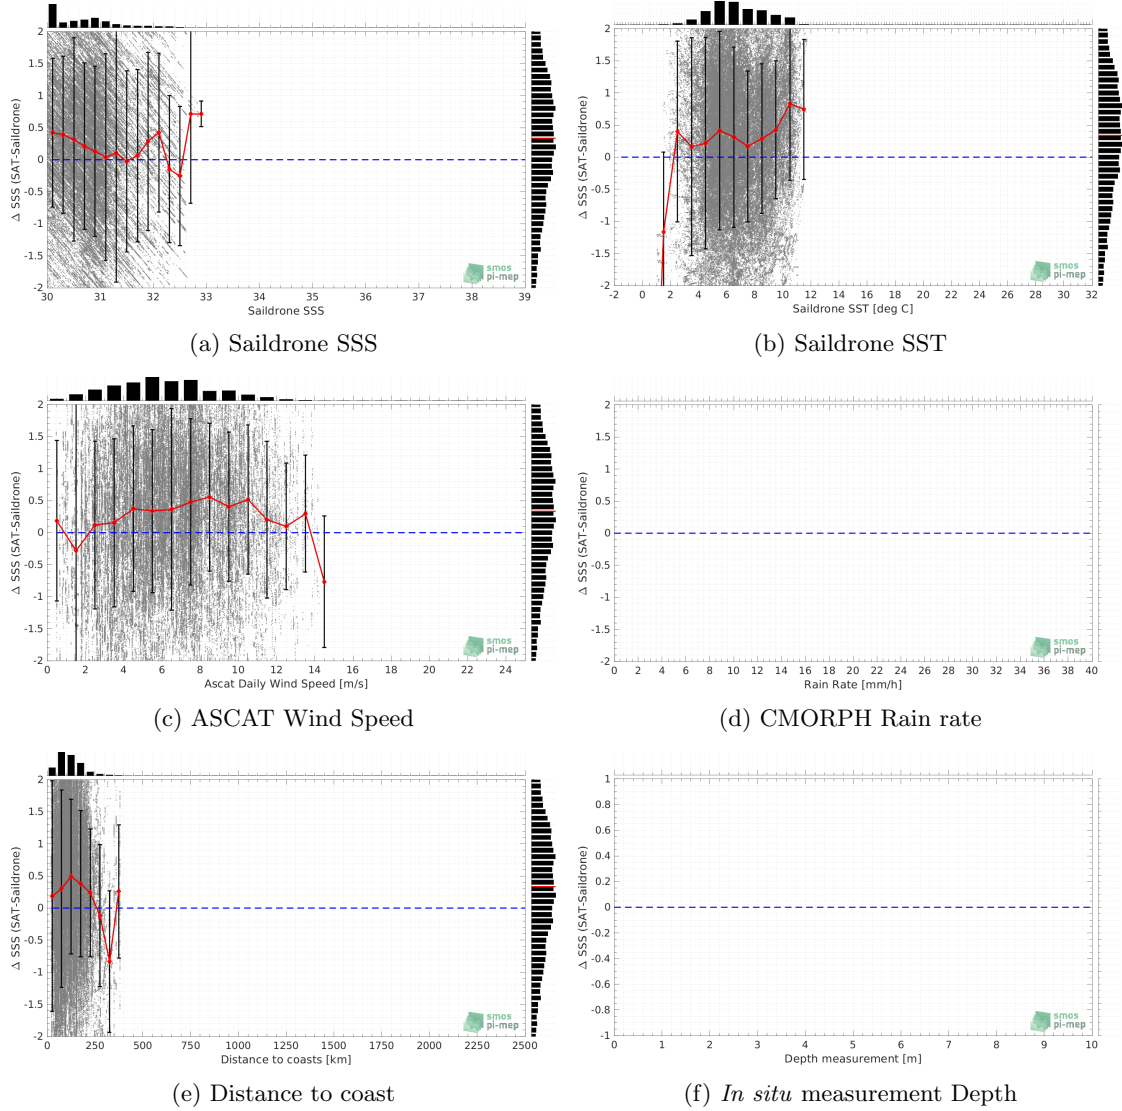 2
1.5
1
0.5
0
-0.5
-1
-1.5
-2
Δ SSS (SAT-Saildrone)
30 31 32 33 34 35 36 37 38 39
Saildrone SSS
smos
pi-mep
(a) Saildrone SSS
2
1.5
1
0.5
0
-0.5
-1
-1.5
-2
Δ SSS (SAT-Saildrone)
-2 0 2 4 6 8 10 12 14 16 18 20 22 24 26 28 30 32
Saildrone SST [deg C]
smos
pi-mep
(b) Saildrone SST
2
1.5
1
0.5
0
-0.5
-1
-1.5
-2
Δ SSS (SAT-Saildrone)
0 2 4 6 8 10 12 14 16 18 20 22 24
Ascat Daily Wind Speed [m/s]
smos
pi-mep
(c) ASCAT Wind Speed
2
1.5
1
0.5
0
-0.5
-1
-1.5
-2
Δ SSS (SAT-Saildrone)
0 2 4 6 8 10 12 14 16 18 20 22 24 26 28 30 32 34 36 38 40
Rain Rate [mm/h]
smos
pi-mep
(d) CMORPH Rain rate
2
1.5
1
0.5
0
-0.5
-1
-1.5
-2
Δ SSS (SAT-Saildrone)
0 250 500 750 1000 1250 1500 1750 2000 2250 2500
Distance to coasts [km]
smos
pi-mep
(e) Distance to coast
1
0.8
0.6
0.4
0.2
0
-0.2
-0.4
-0.6
-0.8
-1
Δ SSS (SAT-Saildrone)
0 1 2 3 4 5 6 7 8 9 10
Depth measurement [m]
smos
pi-mep
(f) In situ measurement Depth